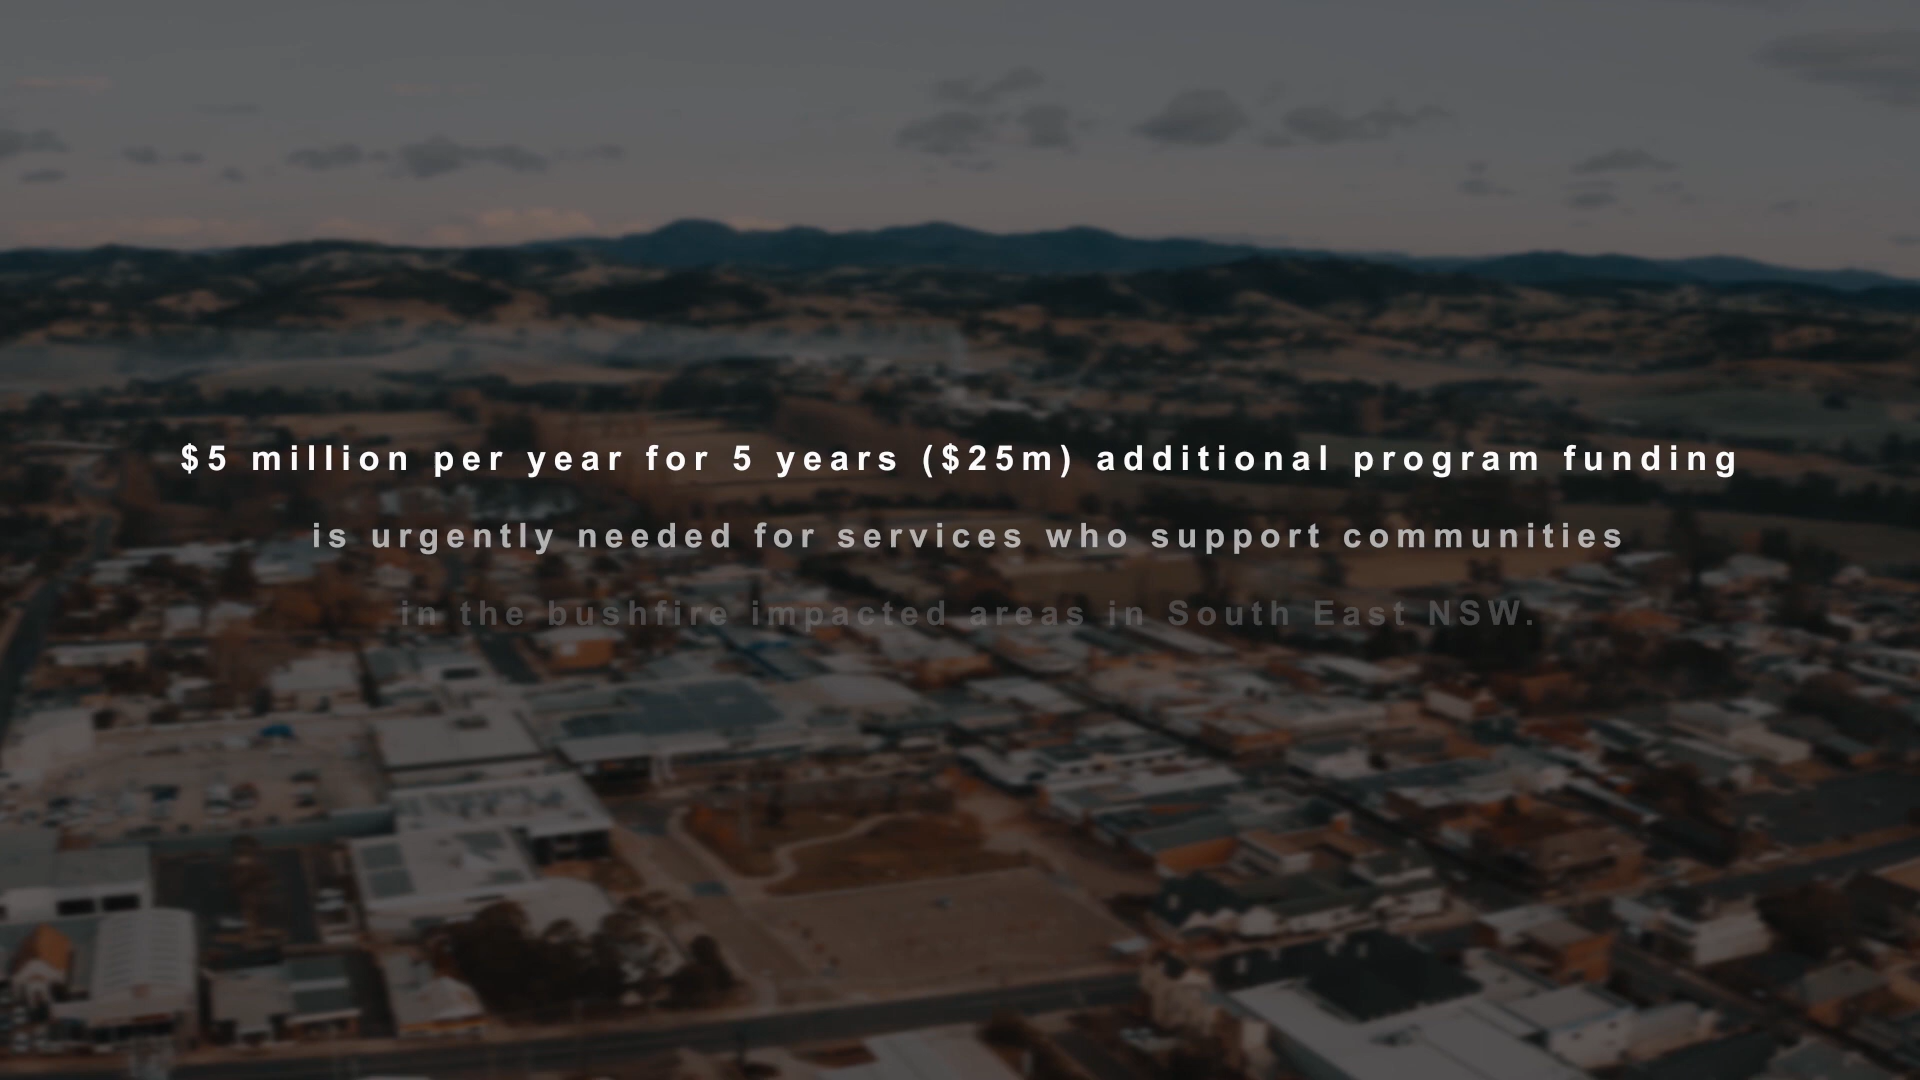 $5 million per year for 5 years ($25m) additional program funding
is urgently needed for services who support communities
in the bushfire impacted areas in South East NSW.